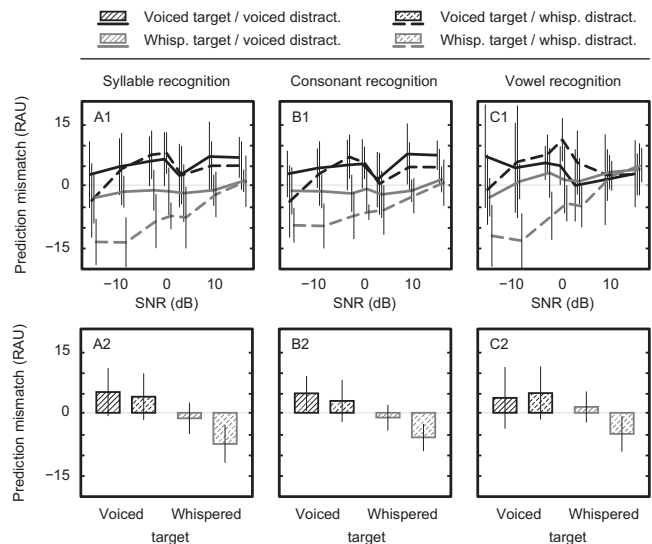 Voiced target / voiced distract. Voiced target / whisp. distract.
Whisp. target / voiced distract. Whisp. target / whisp. distract.
Syllable recognition Consonant recognition Vowel recognition
Prediction mismatch (RAU)
A1 B1 C1
15
0
−15
−10 0 10 −10 0 10 −10 0 10
SNR (dB) SNR (dB) SNR (dB)
Prediction mismatch (RAU)
A2 B2 C2
15
0
−15
Voiced Whispered Voiced Whispered Voiced Whispered
target target target